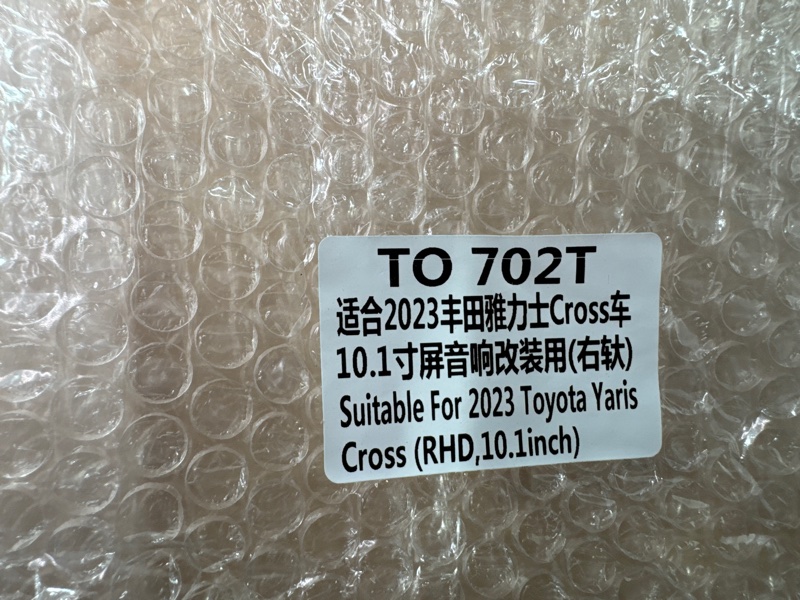 TO 702T
适合2023丰田雅力士Cross车
10.1寸屏音响改装用(右轪)
Suitable For 2023 Toyota Yaris
Cross (RHD,10.1inch)